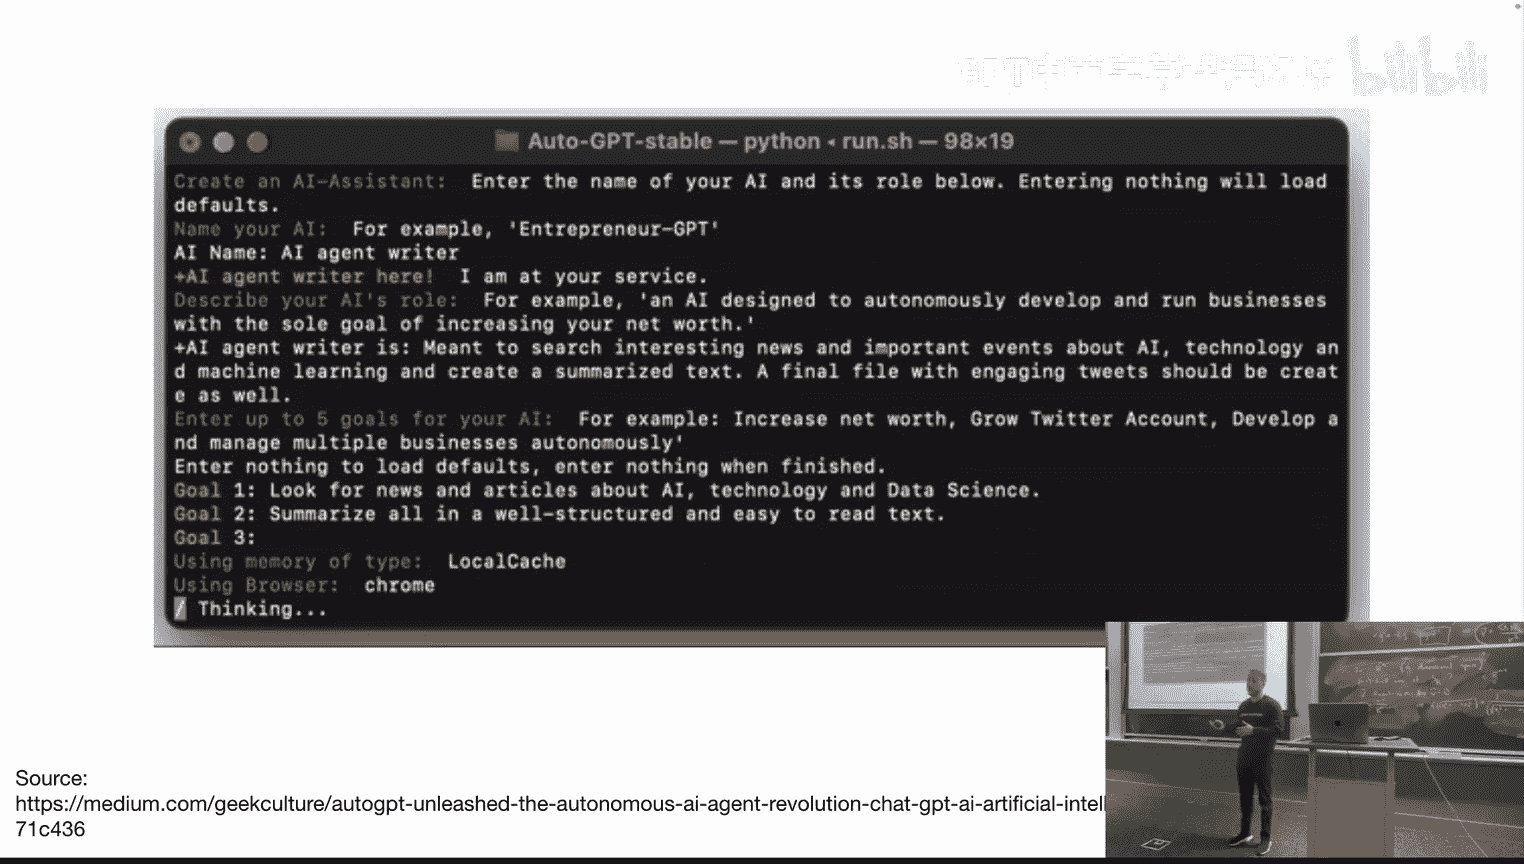 bilibili
Auto-GPT-stable — python ◂ run.sh — 98×19
Create an AI-Assistant:  Enter the name of your AI and its role below. Entering nothing will load
defaults.
Name your AI:  For example, 'Entrepreneur-GPT'
AI Name: AI agent writer
+AI agent writer here!  I am at your service.
Describe your AI's role:  For example, 'an AI designed to autonomously develop and run businesses
with the sole goal of increasing your net worth.'
+AI agent writer is: Meant to search interesting news and important events about AI, technology an
d machine learning and create a summarized text. A final file with engaging tweets should be creat
e as well.
Enter up to 5 goals for your AI:  For example: Increase net worth, Grow Twitter Account, Develop a
nd manage multiple businesses autonomously'
Enter nothing to load defaults, enter nothing when finished.
Goal 1: Look for news and articles about AI, technology and Data Science.
Goal 2: Summarize all in a well-structured and easy to read text.
Goal 3:
Using memory of type:  LocalCache
Using Browser:  chrome
/ Thinking...
Source:
https://medium.com/geekculture/autogpt-unleashed-the-autonomous-ai-agent-revolution-chat-gpt-ai-artificial-intell
71c436